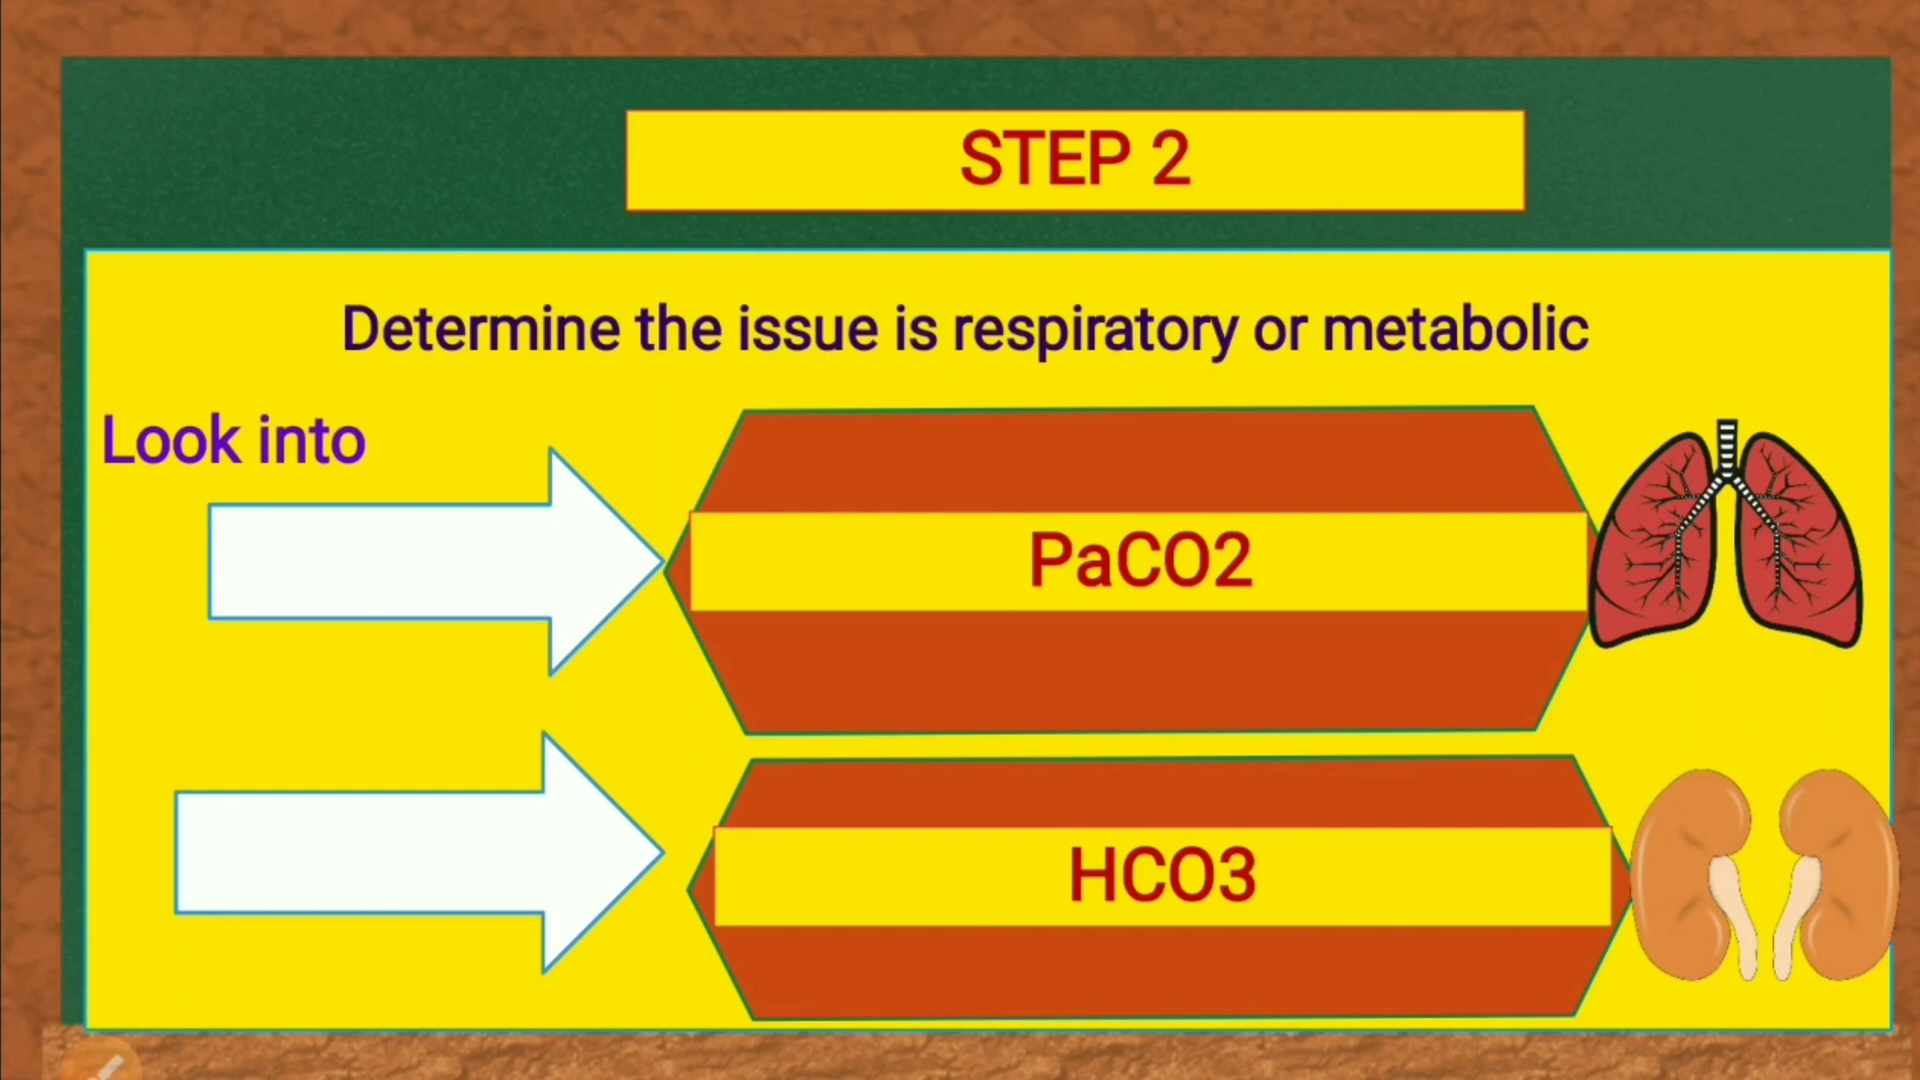 STEP 2
Determine the issue is respiratory or metabolic
Look into
PaCO2
HCO3